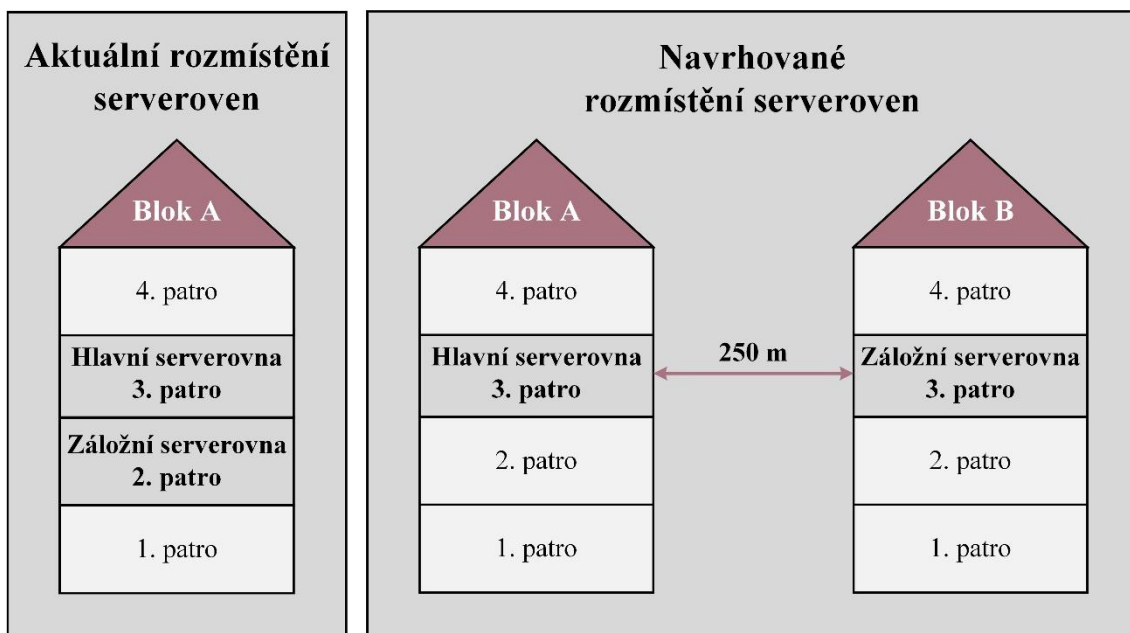 Aktuální rozmístění
serveroven
Blok A
4. patro
Hlavní serverovna
3. patro
Záložní serverovna
2. patro
1. patro
Navrhované
rozmístění serveroven
Blok A
4. patro
Hlavní serverovna
3. patro
2. patro
1. patro
250 m
Blok B
4. patro
Záložní serverovna
3. patro
2. patro
1. patro